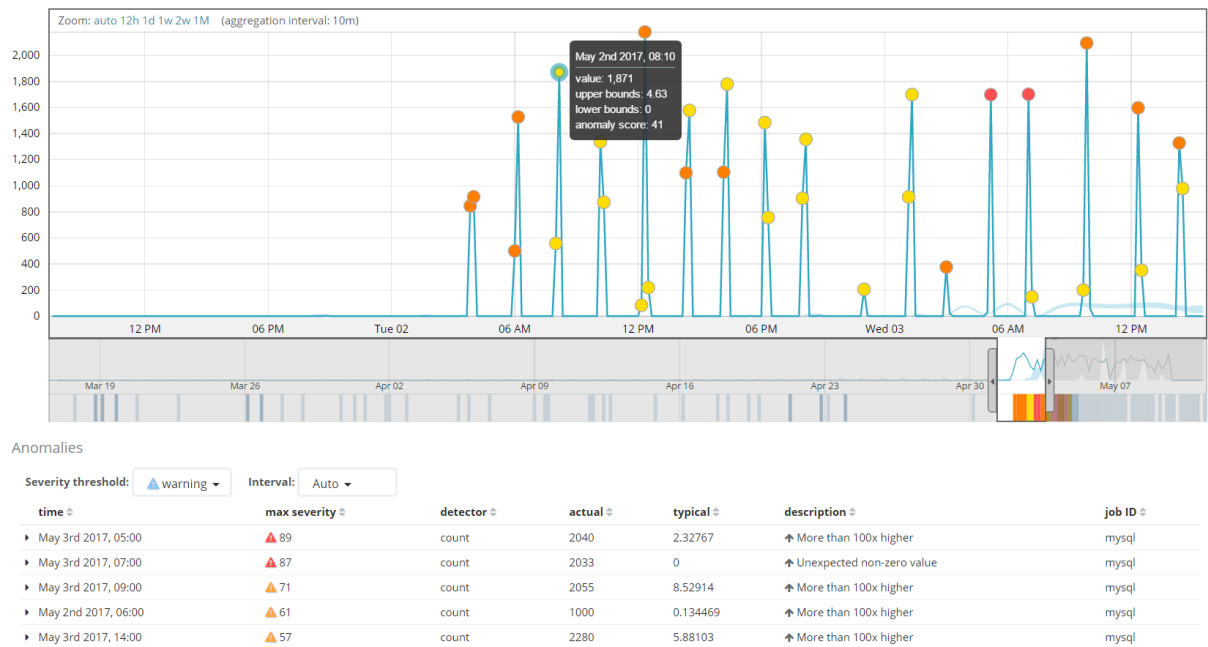 Zoom: auto 12h 1d 1w 2w 1M (aggregation interval: 10m)
May 2nd 2017, 08:10
value: 1,871
upper bounds: 4.63
lower bounds: 0
anomaly score: 41
2,000
1,800
1,600
1,400
1,200
1,000
800
600
400
200
0
12 PM 06 PM Tue 02 06 AM 12 PM 06 PM Wed 03 06 AM 12 PM
Mar 19 Mar 26 Apr 02 Apr 09 Apr 16 Apr 23 Apr 30 May 07
Anomalies
Severity threshold: warning Interval: Auto
time max severity detector actual typical description job ID
May 3rd 2017, 05:00 89 count 2040 2.32767 More than 100x higher mysql
May 3rd 2017, 07:00 87 count 2033 0 Unexpected non-zero value mysql
May 3rd 2017, 09:00 71 count 2055 8.52914 More than 100x higher mysql
May 2nd 2017, 06:00 61 count 1000 0.134469 More than 100x higher mysql
May 3rd 2017, 14:00 57 count 2280 5.88103 More than 100x higher mysql